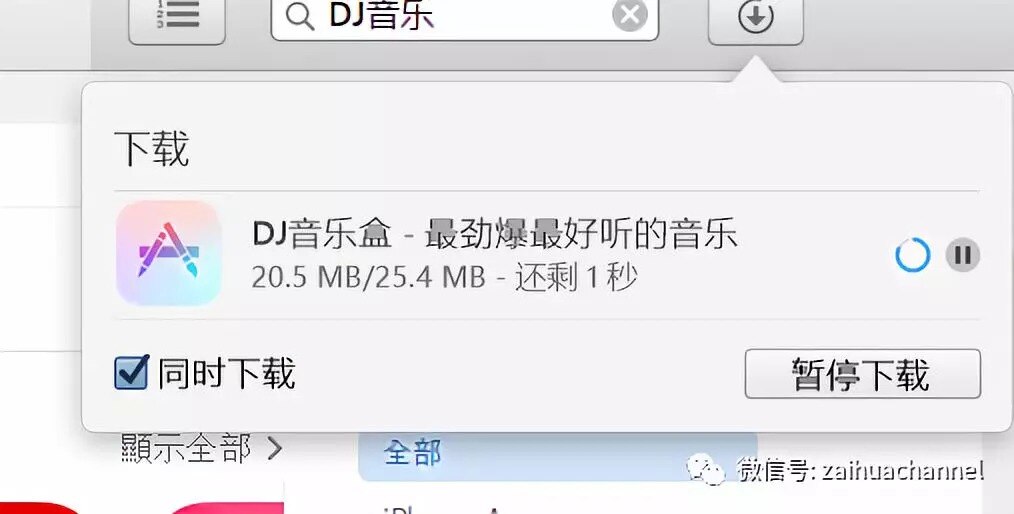 DJ音乐
下载
DJ音乐盒 - 最劲爆最好听的音乐
20.5 MB/25.4 MB - 还剩 1 秒
同时下载
暂停下载
顯示全部
全部
微信号: zaihuachannel